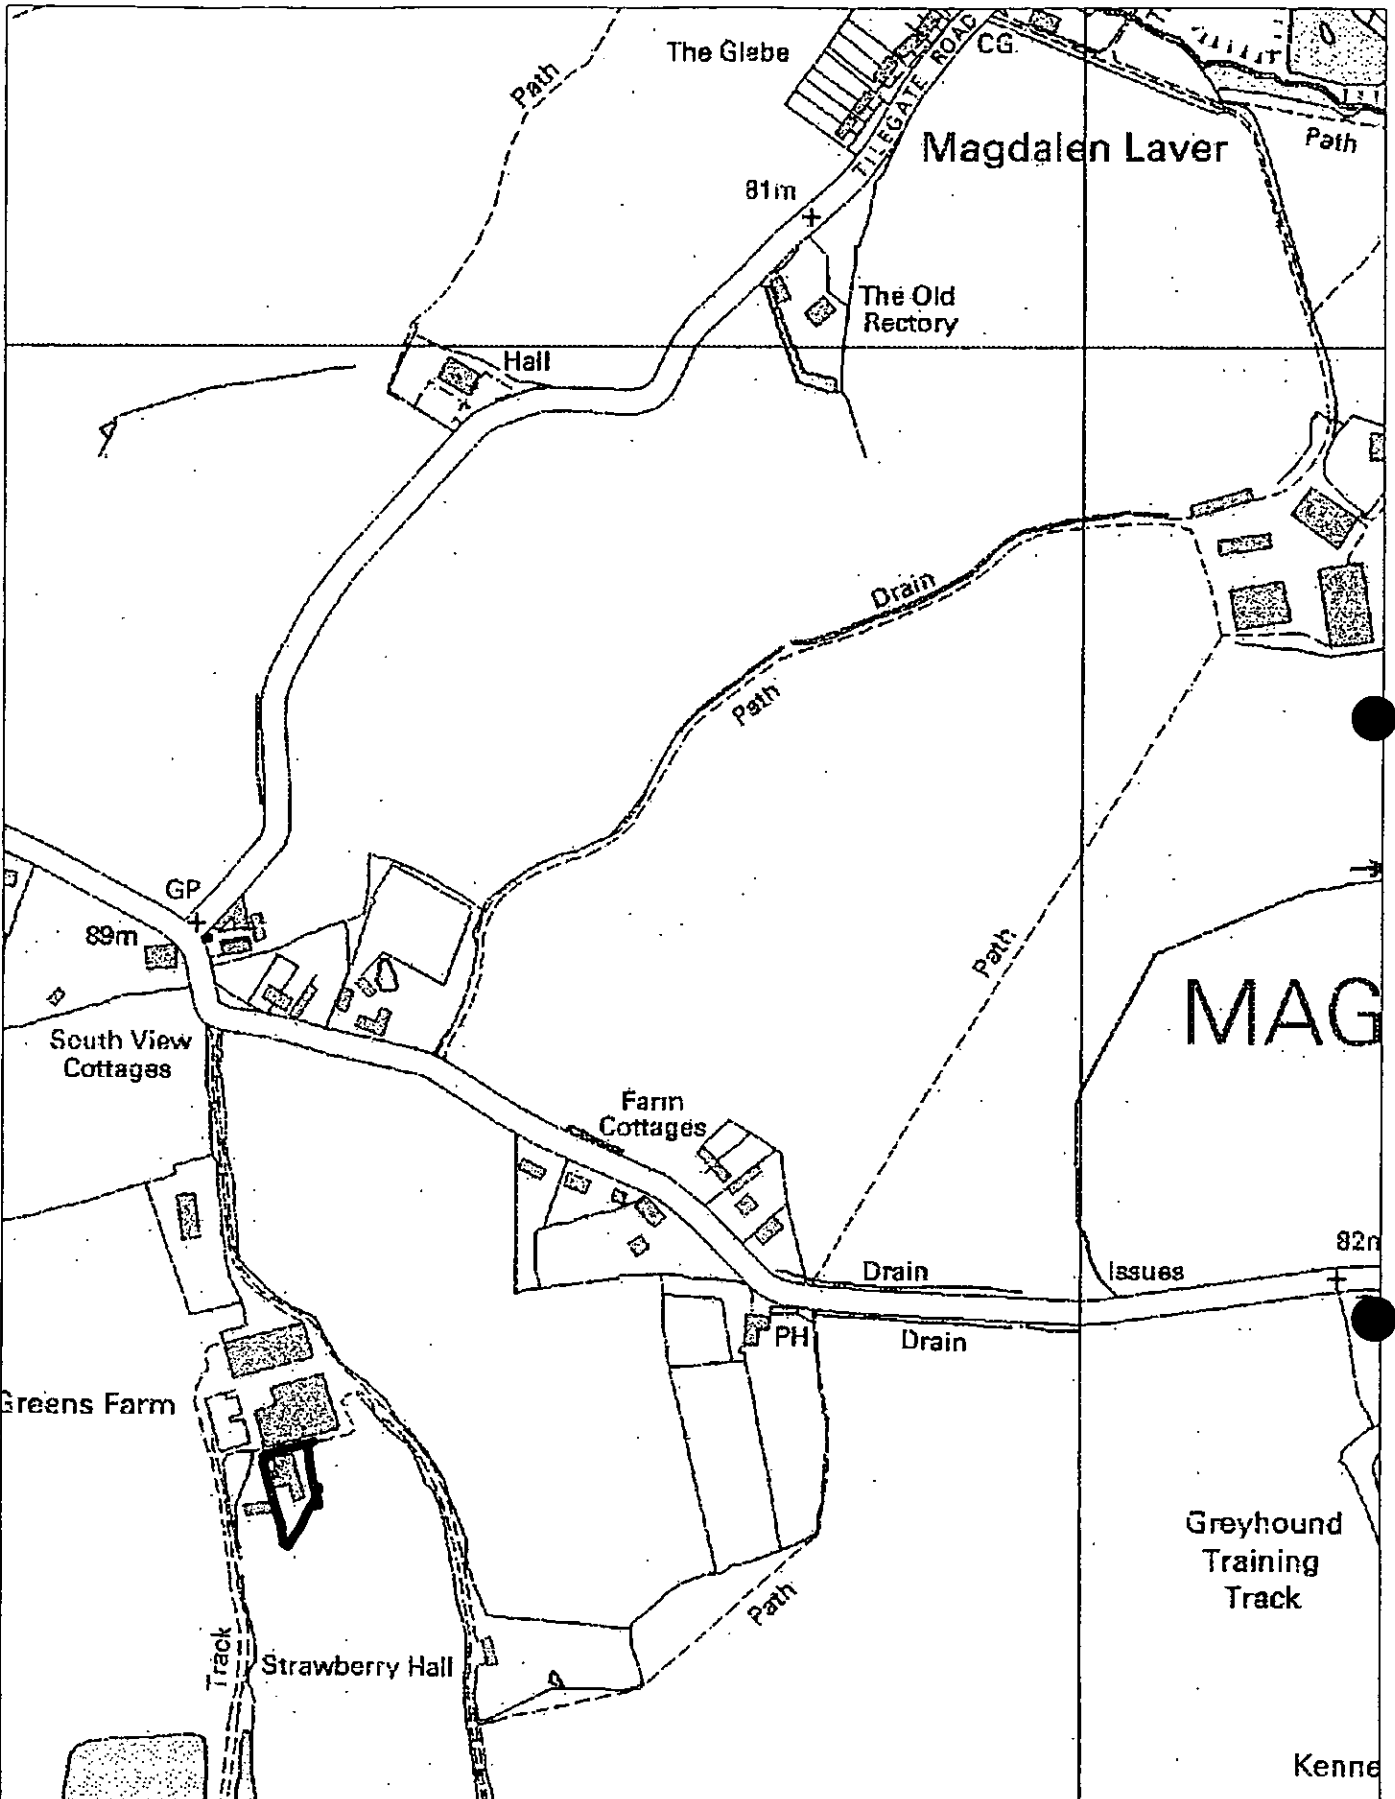 The Glebe
CG
TILEGATE ROAD
Path
Magdalen Laver
Path
81m
The Old
Rectory
Hall
Drain
Path
GP
89m
Path
MAG
South View
Cottages
Farm
Cottages
82m
Drain
Issues
PH
Drain
Greens Farm
Greyhound
Training
Track
Path
Track
Strawberry Hall
Kenne